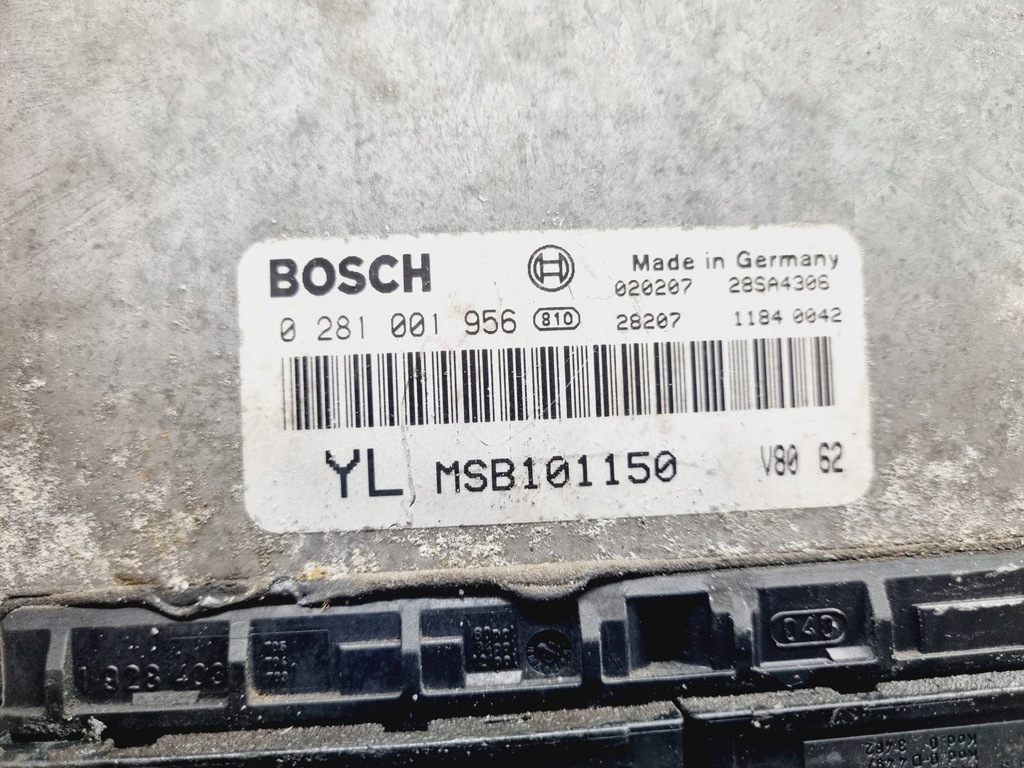 BOSCH Made in Germany
020207 28SA4306
0 281 001 956 810 28207 1184 0042
YL MSB101150 V80 62
040
1 928 403